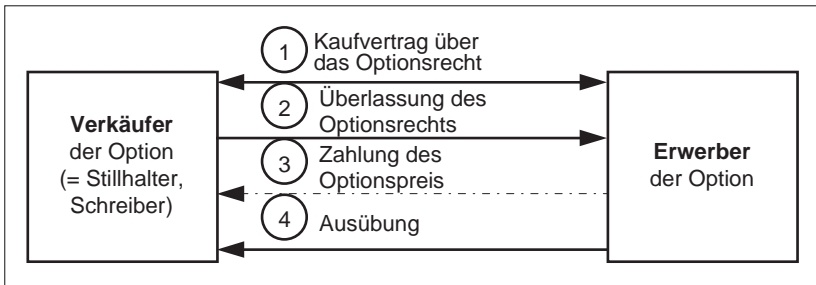 1 Kaufvertrag über
das Optionsrecht
2 Überlassung des
Optionsrechts
3 Zahlung des
Optionspreis
4 Ausübung
Verkäufer
der Option
(= Stillhalter,
Schreiber)
Erwerber
der Option